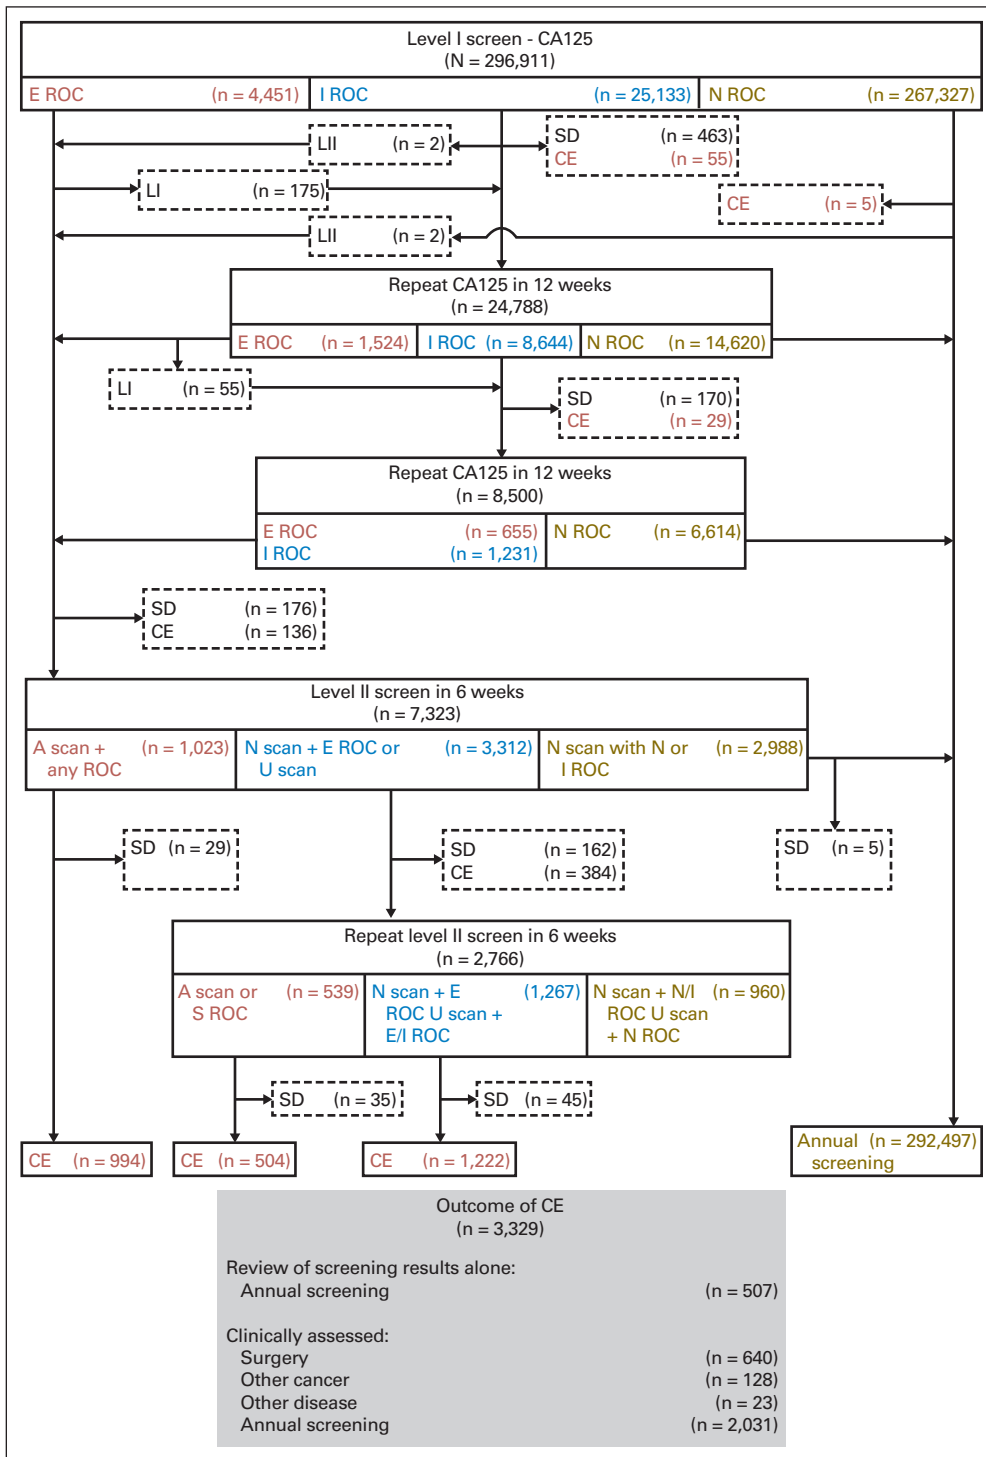 Level I screen - CA125
(N = 296,911)
E ROC (n = 4,451) I ROC (n = 25,133) N ROC (n = 267,327)
LII (n = 2)
SD (n = 463)
CE (n = 55)
LI (n = 175)
CE (n = 5)
LII (n = 2)
Repeat CA125 in 12 weeks
(n = 24,788)
E ROC (n = 1,524) I ROC (n = 8,644) N ROC (n = 14,620)
LI (n = 55)
SD (n = 170)
CE (n = 29)
Repeat CA125 in 12 weeks
(n = 8,500)
E ROC (n = 655) N ROC (n = 6,614)
I ROC (n = 1,231)
SD (n = 176)
CE (n = 136)
Level II screen in 6 weeks
(n = 7,323)
A scan + (n = 1,023)
any ROC
N scan + E ROC or (n = 3,312)
U scan
N scan with N or (n = 2,988)
I ROC
SD (n = 29)
SD (n = 162)
CE (n = 384)
SD (n = 5)
Repeat level II screen in 6 weeks
(n = 2,766)
A scan or (n = 539)
S ROC
N scan + E (1,267)
ROC U scan +
E/I ROC
N scan + N/I (n = 960)
ROC U scan
+ N ROC
SD (n = 35)
SD (n = 45)
CE (n = 994)
CE (n = 504)
CE (n = 1,222)
Annual (n = 292,497)
screening
Outcome of CE
(n = 3,329)
Review of screening results alone:
Annual screening (n = 507)
Clinically assessed:
Surgery (n = 640)
Other cancer (n = 128)
Other disease (n = 23)
Annual screening (n = 2,031)